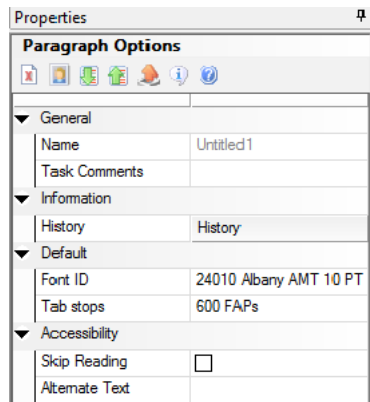 Properties
Paragraph Options
General
Name Untitled1
Task Comments
Information
History History
Default
Font ID 24010 Albany AMT 10 PT
Tab stops 600 FAPs
Accessibility
Skip Reading
Alternate Text